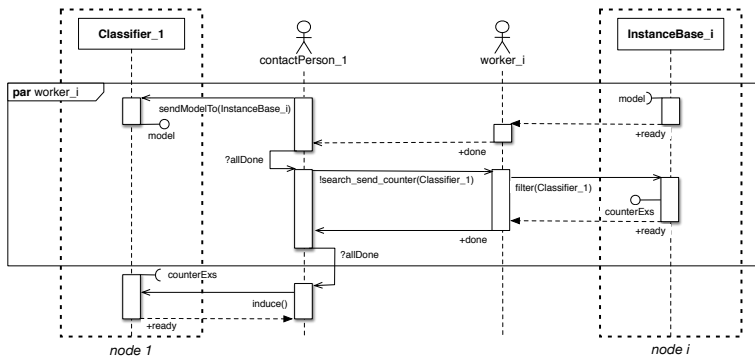 Classifier_1
contactPerson_1
worker_i
InstanceBase_i
par worker_i
sendModelTo(InstanceBase_i)
model
model
+ready
+done
?allDone
!search_send_counter(Classifier_1)
filter(Classifier_1)
counterExs
+ready
+done
?allDone
counterExs
induce()
+ready
node 1
node i